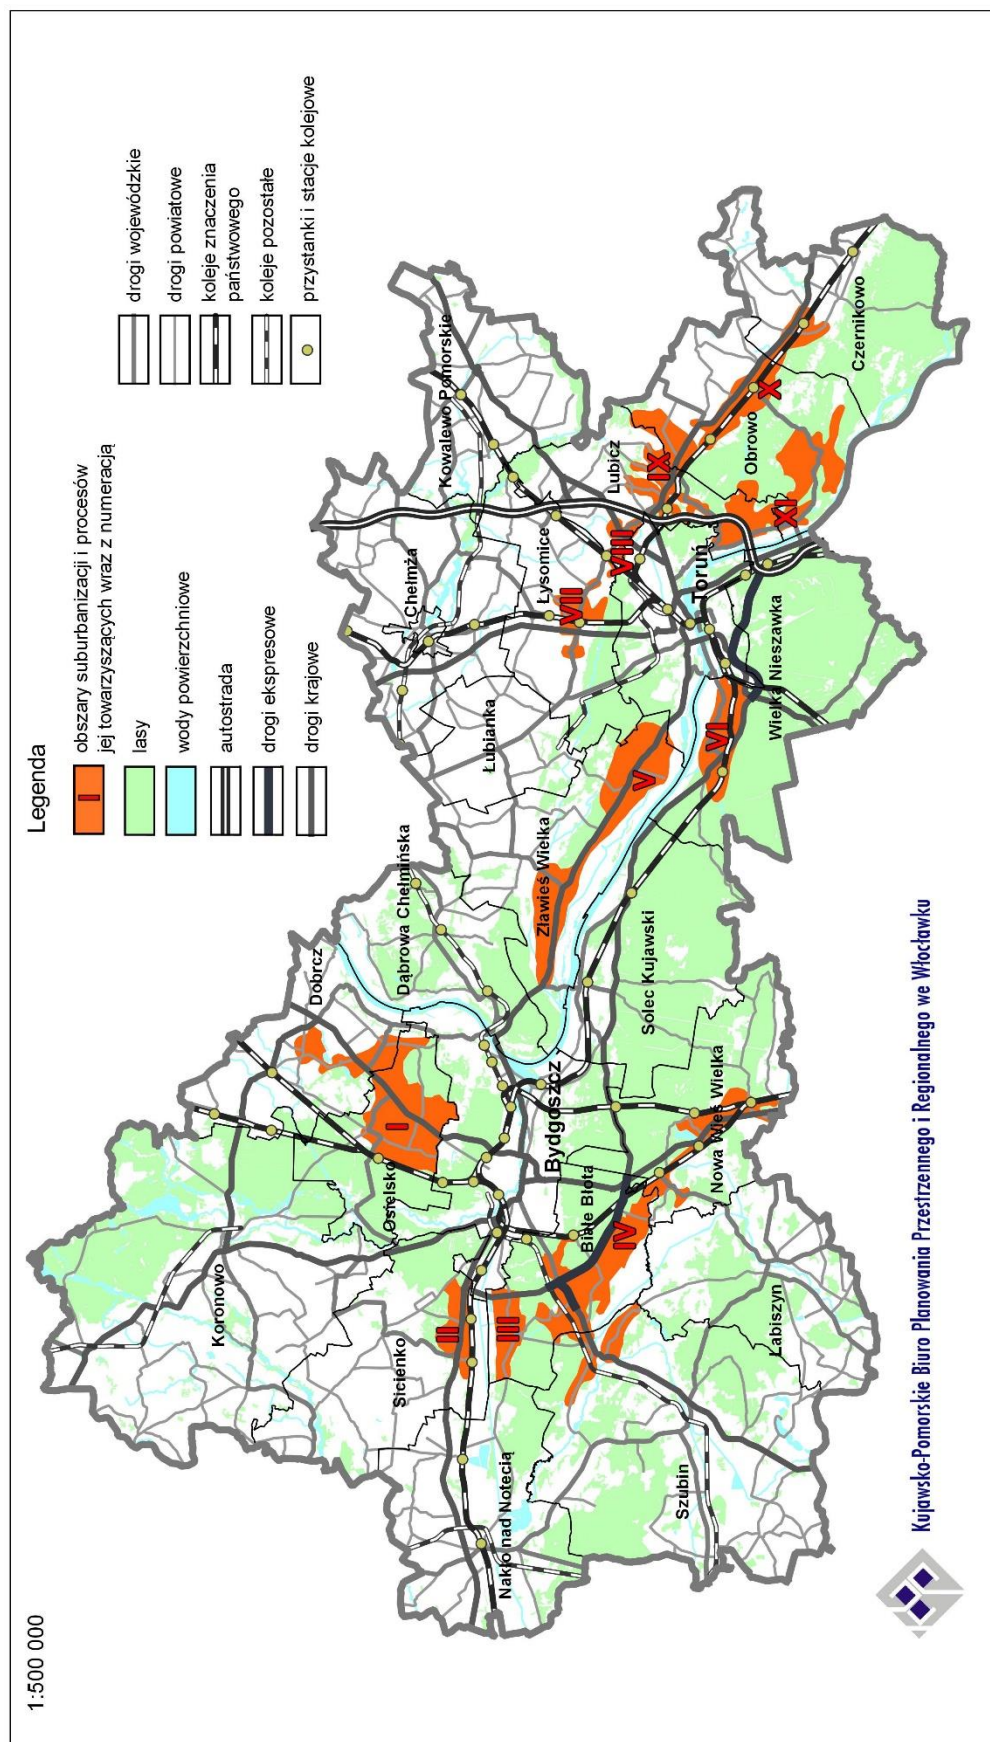 1:500 000
Legenda
I
obszary suburbanizacji i procesów
jej towarzyszących wraz z numeracją
lasy
wody powierzchniowe
autostrada
drogi ekspresowe
drogi krajowe
drogi wojewódzkie
drogi powiatowe
koleje znaczenia
państwowego
koleje pozostałe
przystanki i stacje kolejowe
Koronowo
Dobrcz
Osielsko
I
Dąbrowa Chełmińska
Sicienko
II
III
Nakło nad Notecią
Bydgoszcz
Białe Błota
IV
Szubin
Łabiszyn
Nowa Wieś Wielka
Solec Kujawski
Zławieś Wielka
V
VI
Wielka Nieszawka
Łubianka
Chełmża
Łysomice
VII
VIII
Kowalewo Pomorskie
Lubicz
IX
Toruń
Obrowo
X
XI
Czernikowo
Kujawsko-Pomorskie Biuro Planowania Przestrzennego i Regionalnego we Włocławku